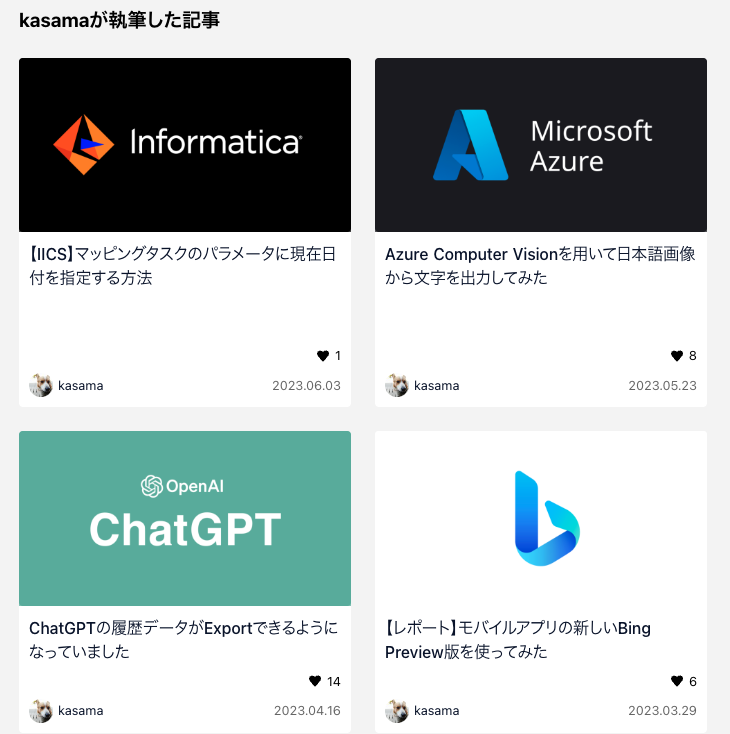 kasamaが執筆した記事
Informatica
Microsoft
Azure
【IICS】マッピングタスクのパラメータに現在日
付を指定する方法
1
kasama
2023.06.03
Azure Computer Visionを用いて日本語画像
から文字を出力してみた
8
kasama
2023.05.23
OpenAI
ChatGPT
ChatGPTの履歴データがExportできるように
なっていました
14
kasama
2023.04.16
【レポート】モバイルアプリの新しいBing
Preview版を使ってみた
6
kasama
2023.03.29